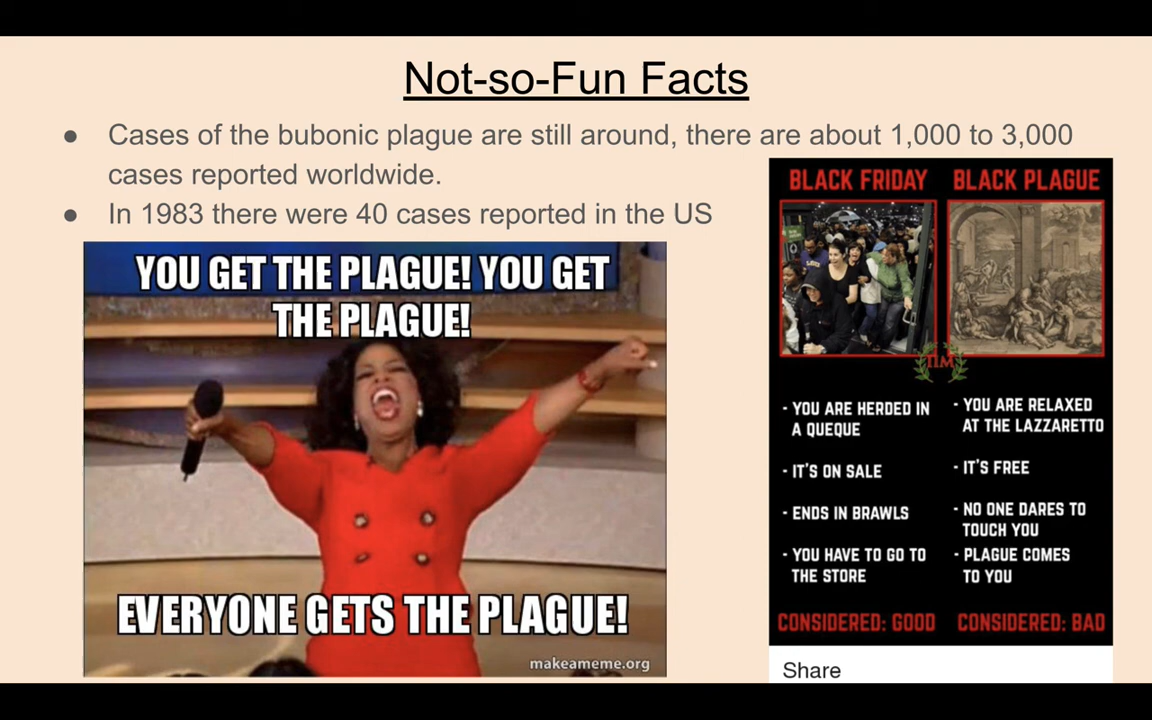 Not-so-Fun Facts
● Cases of the bubonic plague are still around, there are about 1,000 to 3,000
cases reported worldwide.
● In 1983 there were 40 cases reported in the US
YOU GET THE PLAGUE! YOU GET
THE PLAGUE!
EVERYONE GETS THE PLAGUE!
makeameme.org
BLACK FRIDAY
- YOU ARE HERDED IN
A QUEQUE
- IT'S ON SALE
- ENDS IN BRAWLS
- YOU HAVE TO GO TO
THE STORE
CONSIDERED: GOOD
BLACK PLAGUE
ΠΜ
- YOU ARE RELAXED
AT THE LAZZARETTO
- IT'S FREE
- NO ONE DARES TO
TOUCH YOU
- PLAGUE COMES
TO YOU
CONSIDERED: BAD
Share